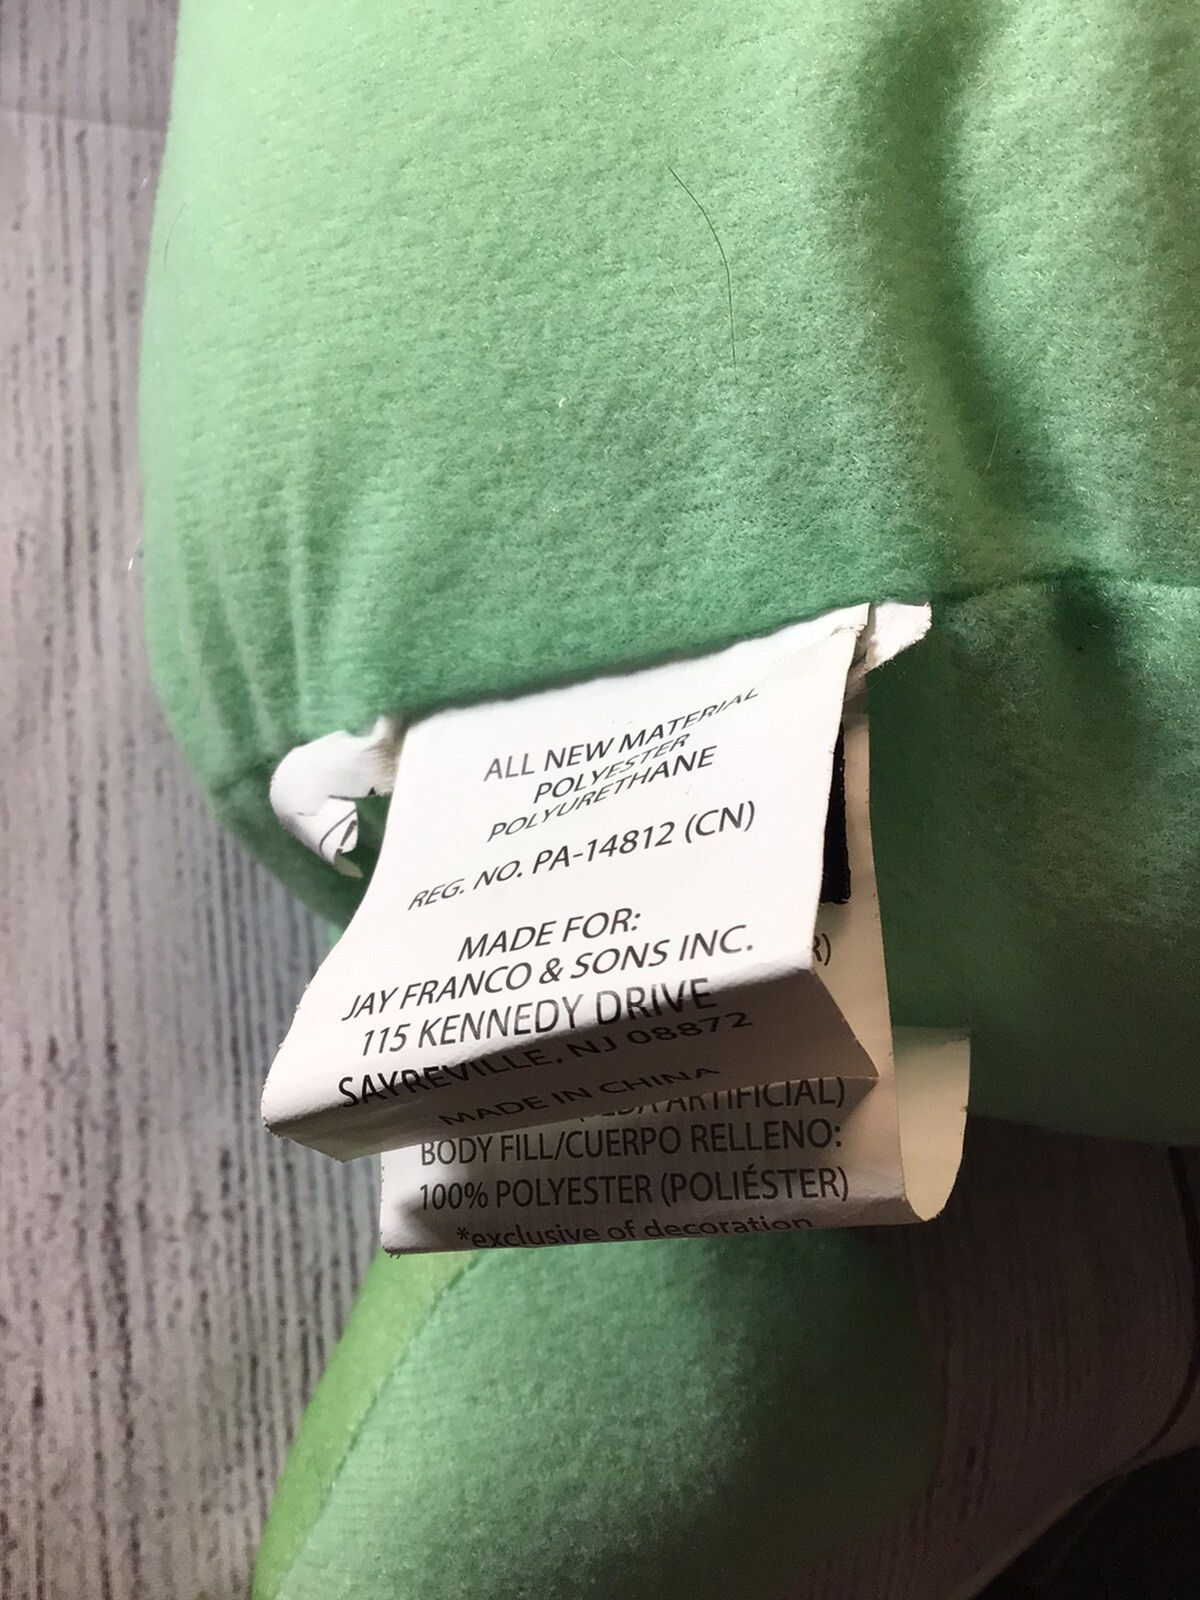 ALL NEW MATERIAL
POLYESTER
POLYURETHANE
REG. NO. PA-14812 (CN)
MADE FOR:
JAY FRANCO & SONS INC.
115 KENNEDY DRIVE
SAYREVILLE, NJ 08872
MADE IN CHINA
R)
ARTIFICIAL)
BODY FILL/CUERPO RELLENO:
100% POLYESTER (POLIÉSTER)
*exclusive of decoration